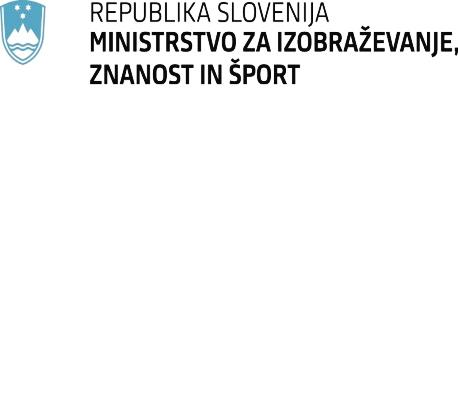 REPUBLIKA SLOVENIJA
MINISTRSTVO ZA IZOBRAŽEVANJE,
ZNANOST IN ŠPORT